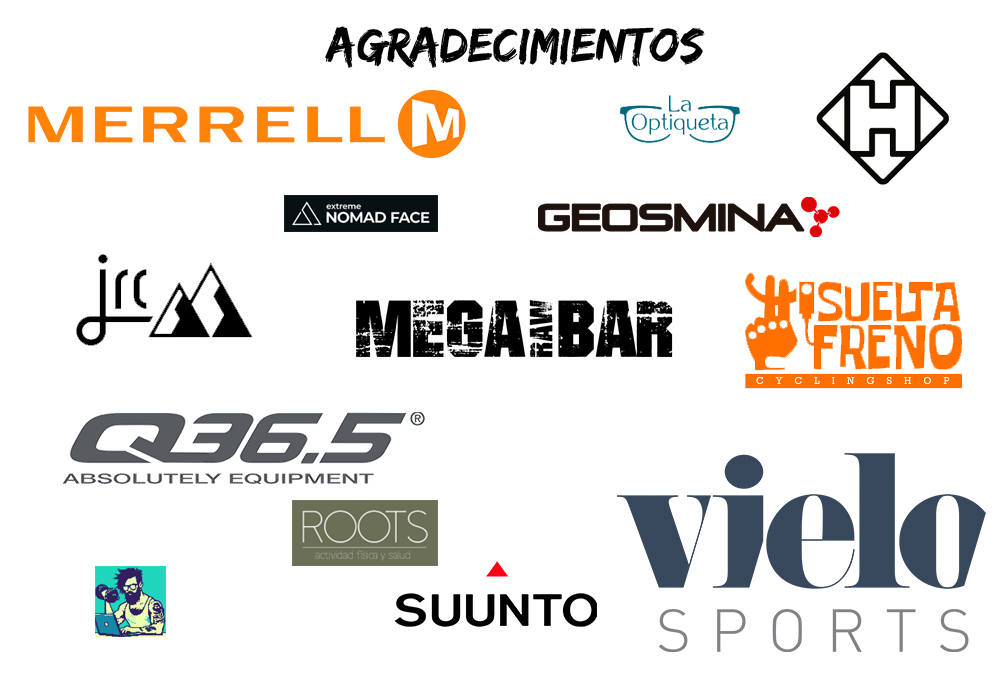 AGRADECIMIENTOS
MERRELL M
La
Optiqueta
H
extreme
NOMAD FACE
GEOSMINA
jrc
MEGA RAW BAR
SUELTA
FRENO
CYCLINGSHOP
Q36.5®
ABSOLUTELY EQUIPMENT
ROOTS
actividad física y salud
SUUNTO
vielo
SPORTS